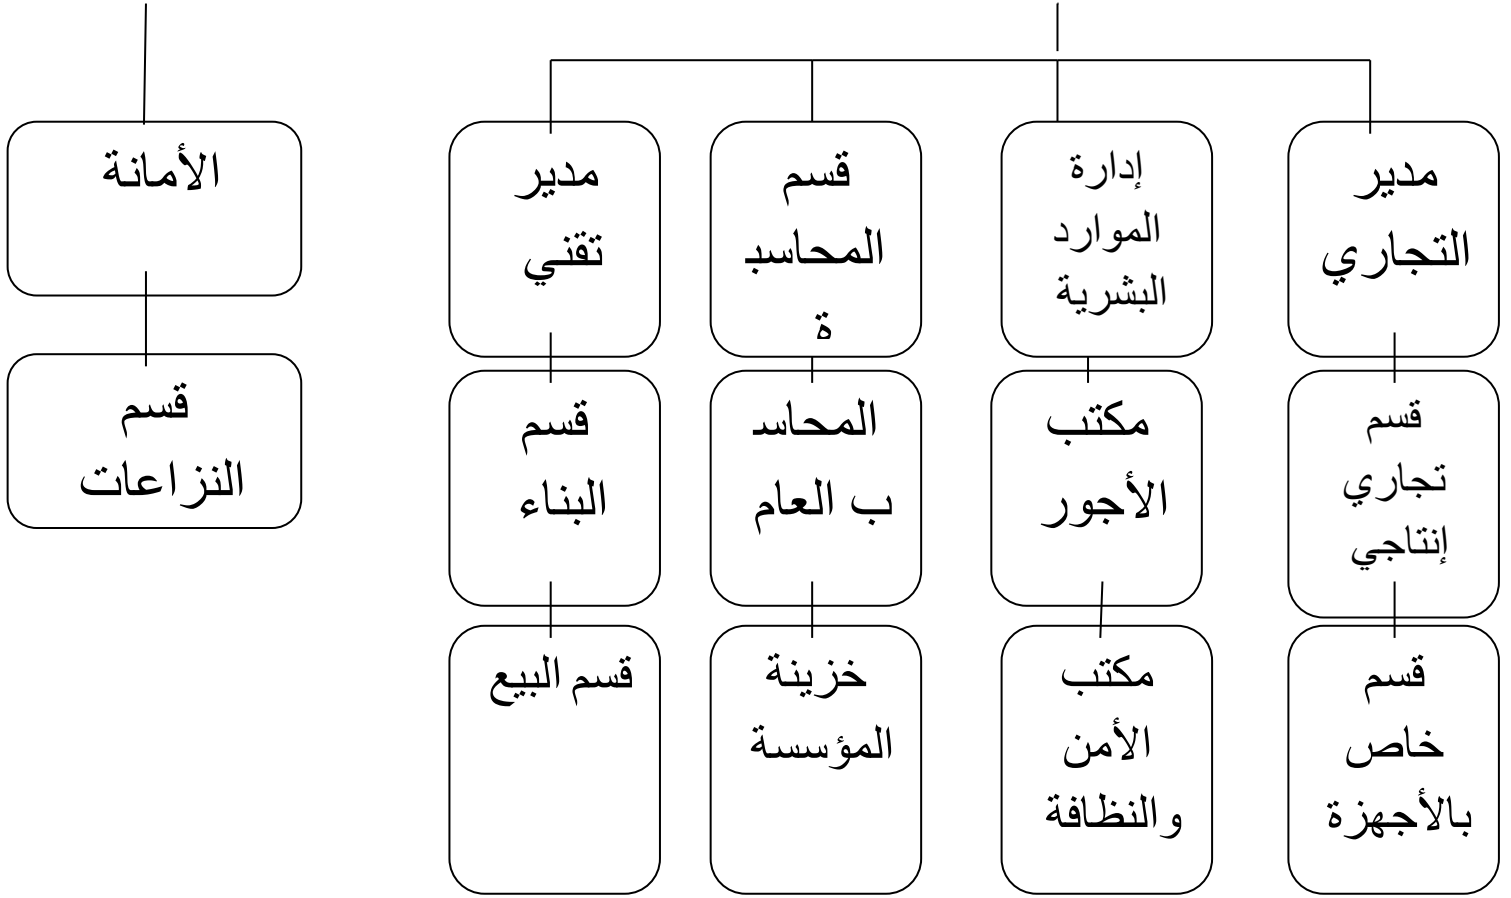 مدير
التجاري
إدارة
الموارد
البشرية
قسم
المحاسب
ة
مدير
تقني
الأمانة
قسم
تجاري
إنتاجي
مكتب
الأجور
المحاس
ب العام
قسم
البناء
قسم
النزاعات
قسم
خاص
بالأجهزة
مكتب
الأمن
والنظافة
خزينة
المؤسسة
قسم البيع